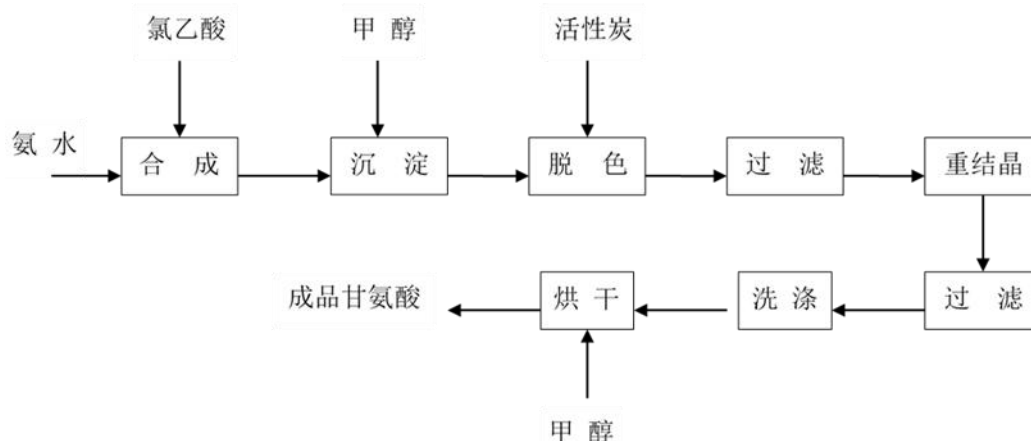 氯乙酸
甲 醇
活性炭
氨 水
合 成
沉 淀
脱 色
过 滤
重结晶
成品甘氨酸
烘 干
洗 涤
过 滤
甲 醇